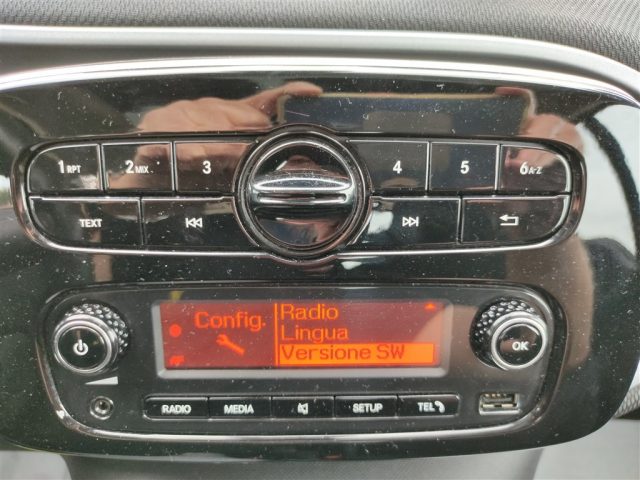 1 RPT
2 MIX
3
4
5
6 A-Z
TEXT
Config.
Radio
Lingua
Versione SW
OK
RADIO
MEDIA
SETUP
TEL